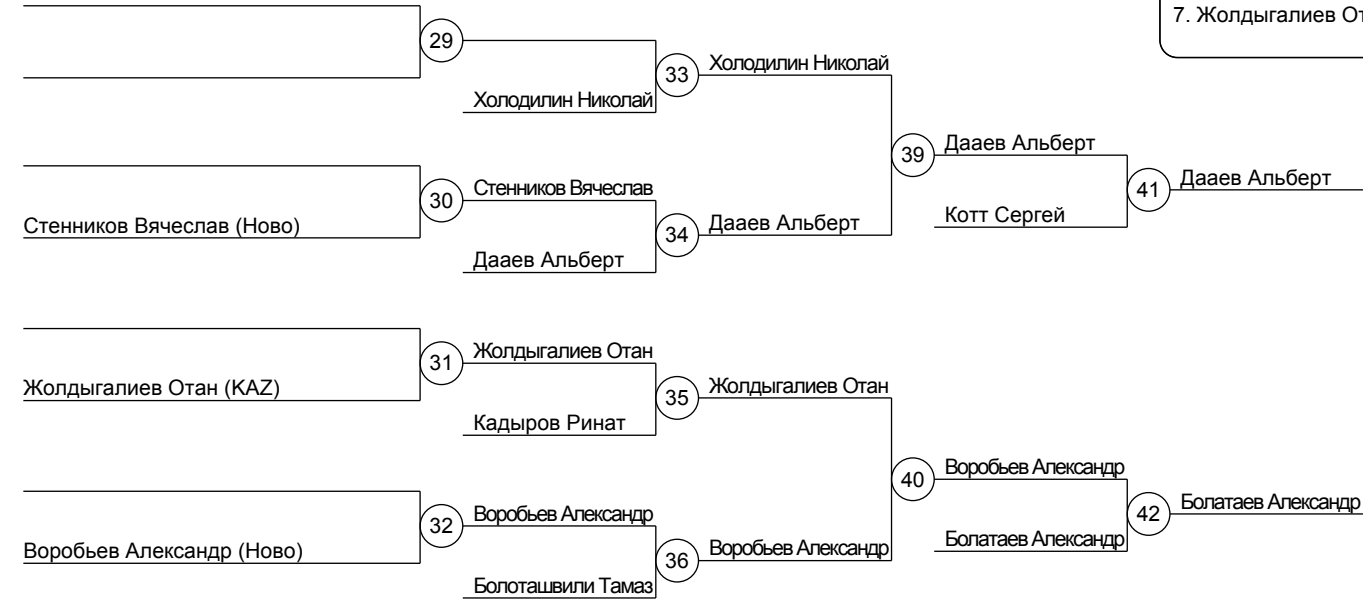 7. Жолдыгалиев От
29
Холодилин Николай
33
Холодилин Николай
39
Дааев Альберт
41
Дааев Альберт
Стенников Вячеслав (Ново)
30
Стенников Вячеслав
34
Дааев Альберт
Дааев Альберт
Котт Сергей
Жолдыгалиев Отан (KAZ)
31
Жолдыгалиев Отан
35
Жолдыгалиев Отан
Кадыров Ринат
40
Воробьев Александр
42
Болатаев Александр
Воробьев Александр (Ново)
32
Воробьев Александр
36
Воробьев Александр
Болатаев Александр
Болоташвили Тамаз